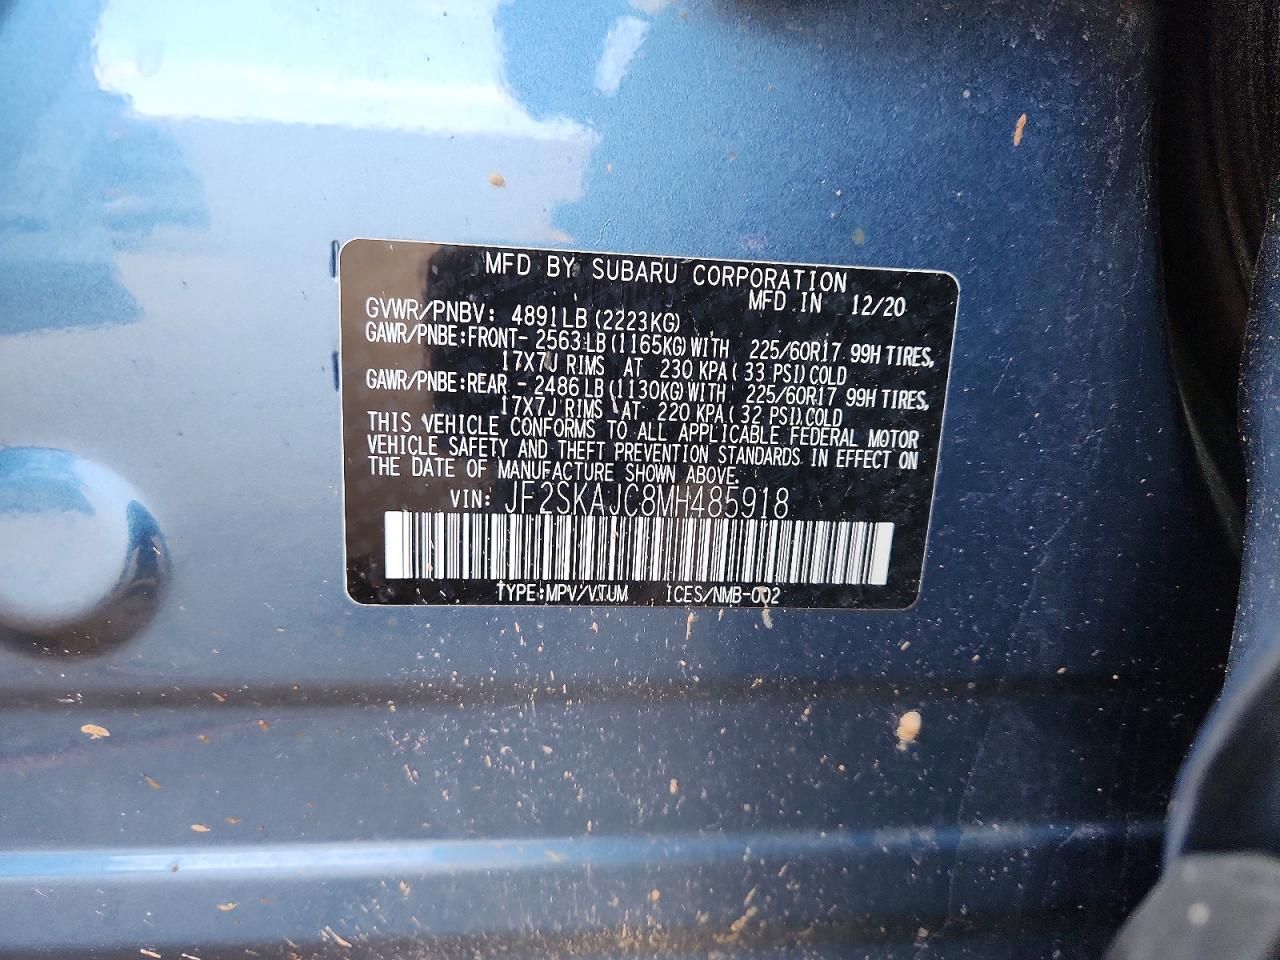 MFD BY SUBARU CORPORATION
MFD IN 12/20
GVWR/PNBV: 4891LB (2223KG)
GAWR/PNBE:FRONT- 2563 LB (1165KG) WITH 225/60R17 99H TIRES,
17X7J RIMS AT 230 KPA ( 33 PSI) COLD
GAWR/PNBE:REAR - 2486 LB (1130KG) WITH 225/60R17 99H TIRES,
17X7J RIMS AT 220 KPA ( 32 PSI) COLD
THIS VEHICLE CONFORMS TO ALL APPLICABLE FEDERAL MOTOR
VEHICLE SAFETY AND THEFT PREVENTION STANDARDS IN EFFECT ON
THE DATE OF MANUFACTURE SHOWN ABOVE.
VIN: JF2SKAJC8MH485918
TYPE:MPV/VTUM ICES/NMB-002